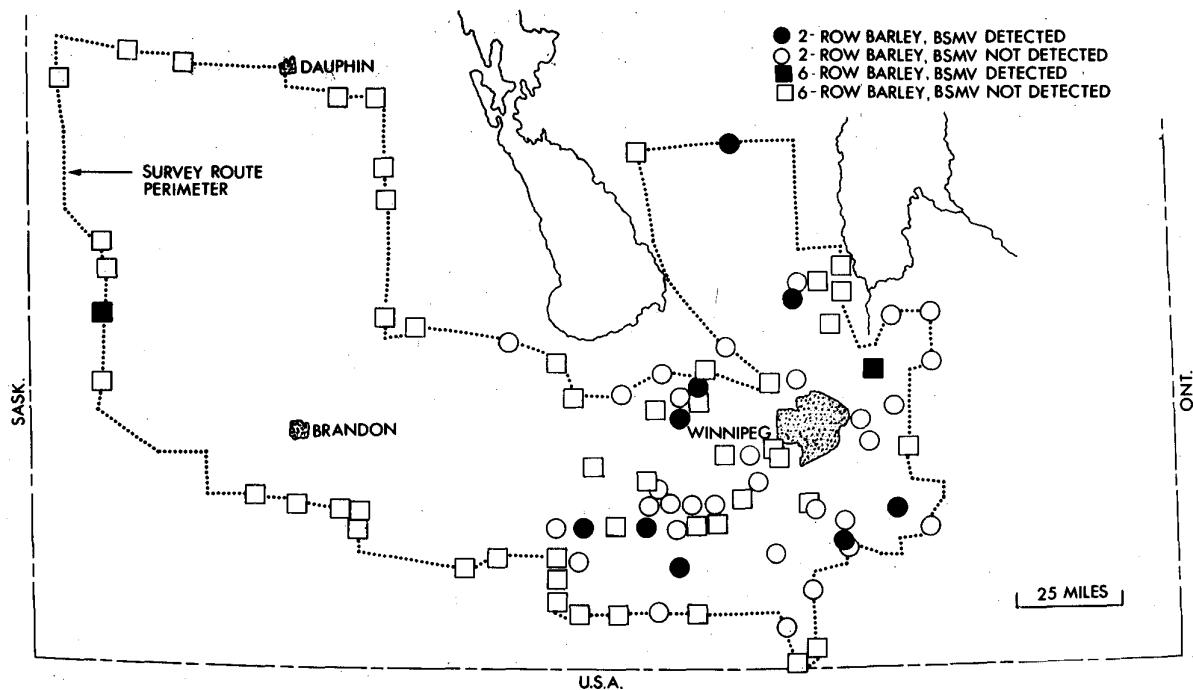 2- ROW BARLEY, BSMV DETECTED
2- ROW BARLEY, BSMV NOT DETECTED
6- ROW BARLEY, BSMV DETECTED
6- ROW BARLEY, BSMV NOT DETECTED
DAUPHIN
SURVEY ROUTE
PERIMETER
SASK.
BRANDON
WINNIPEG
ONT.
25 MILES
U.S.A.